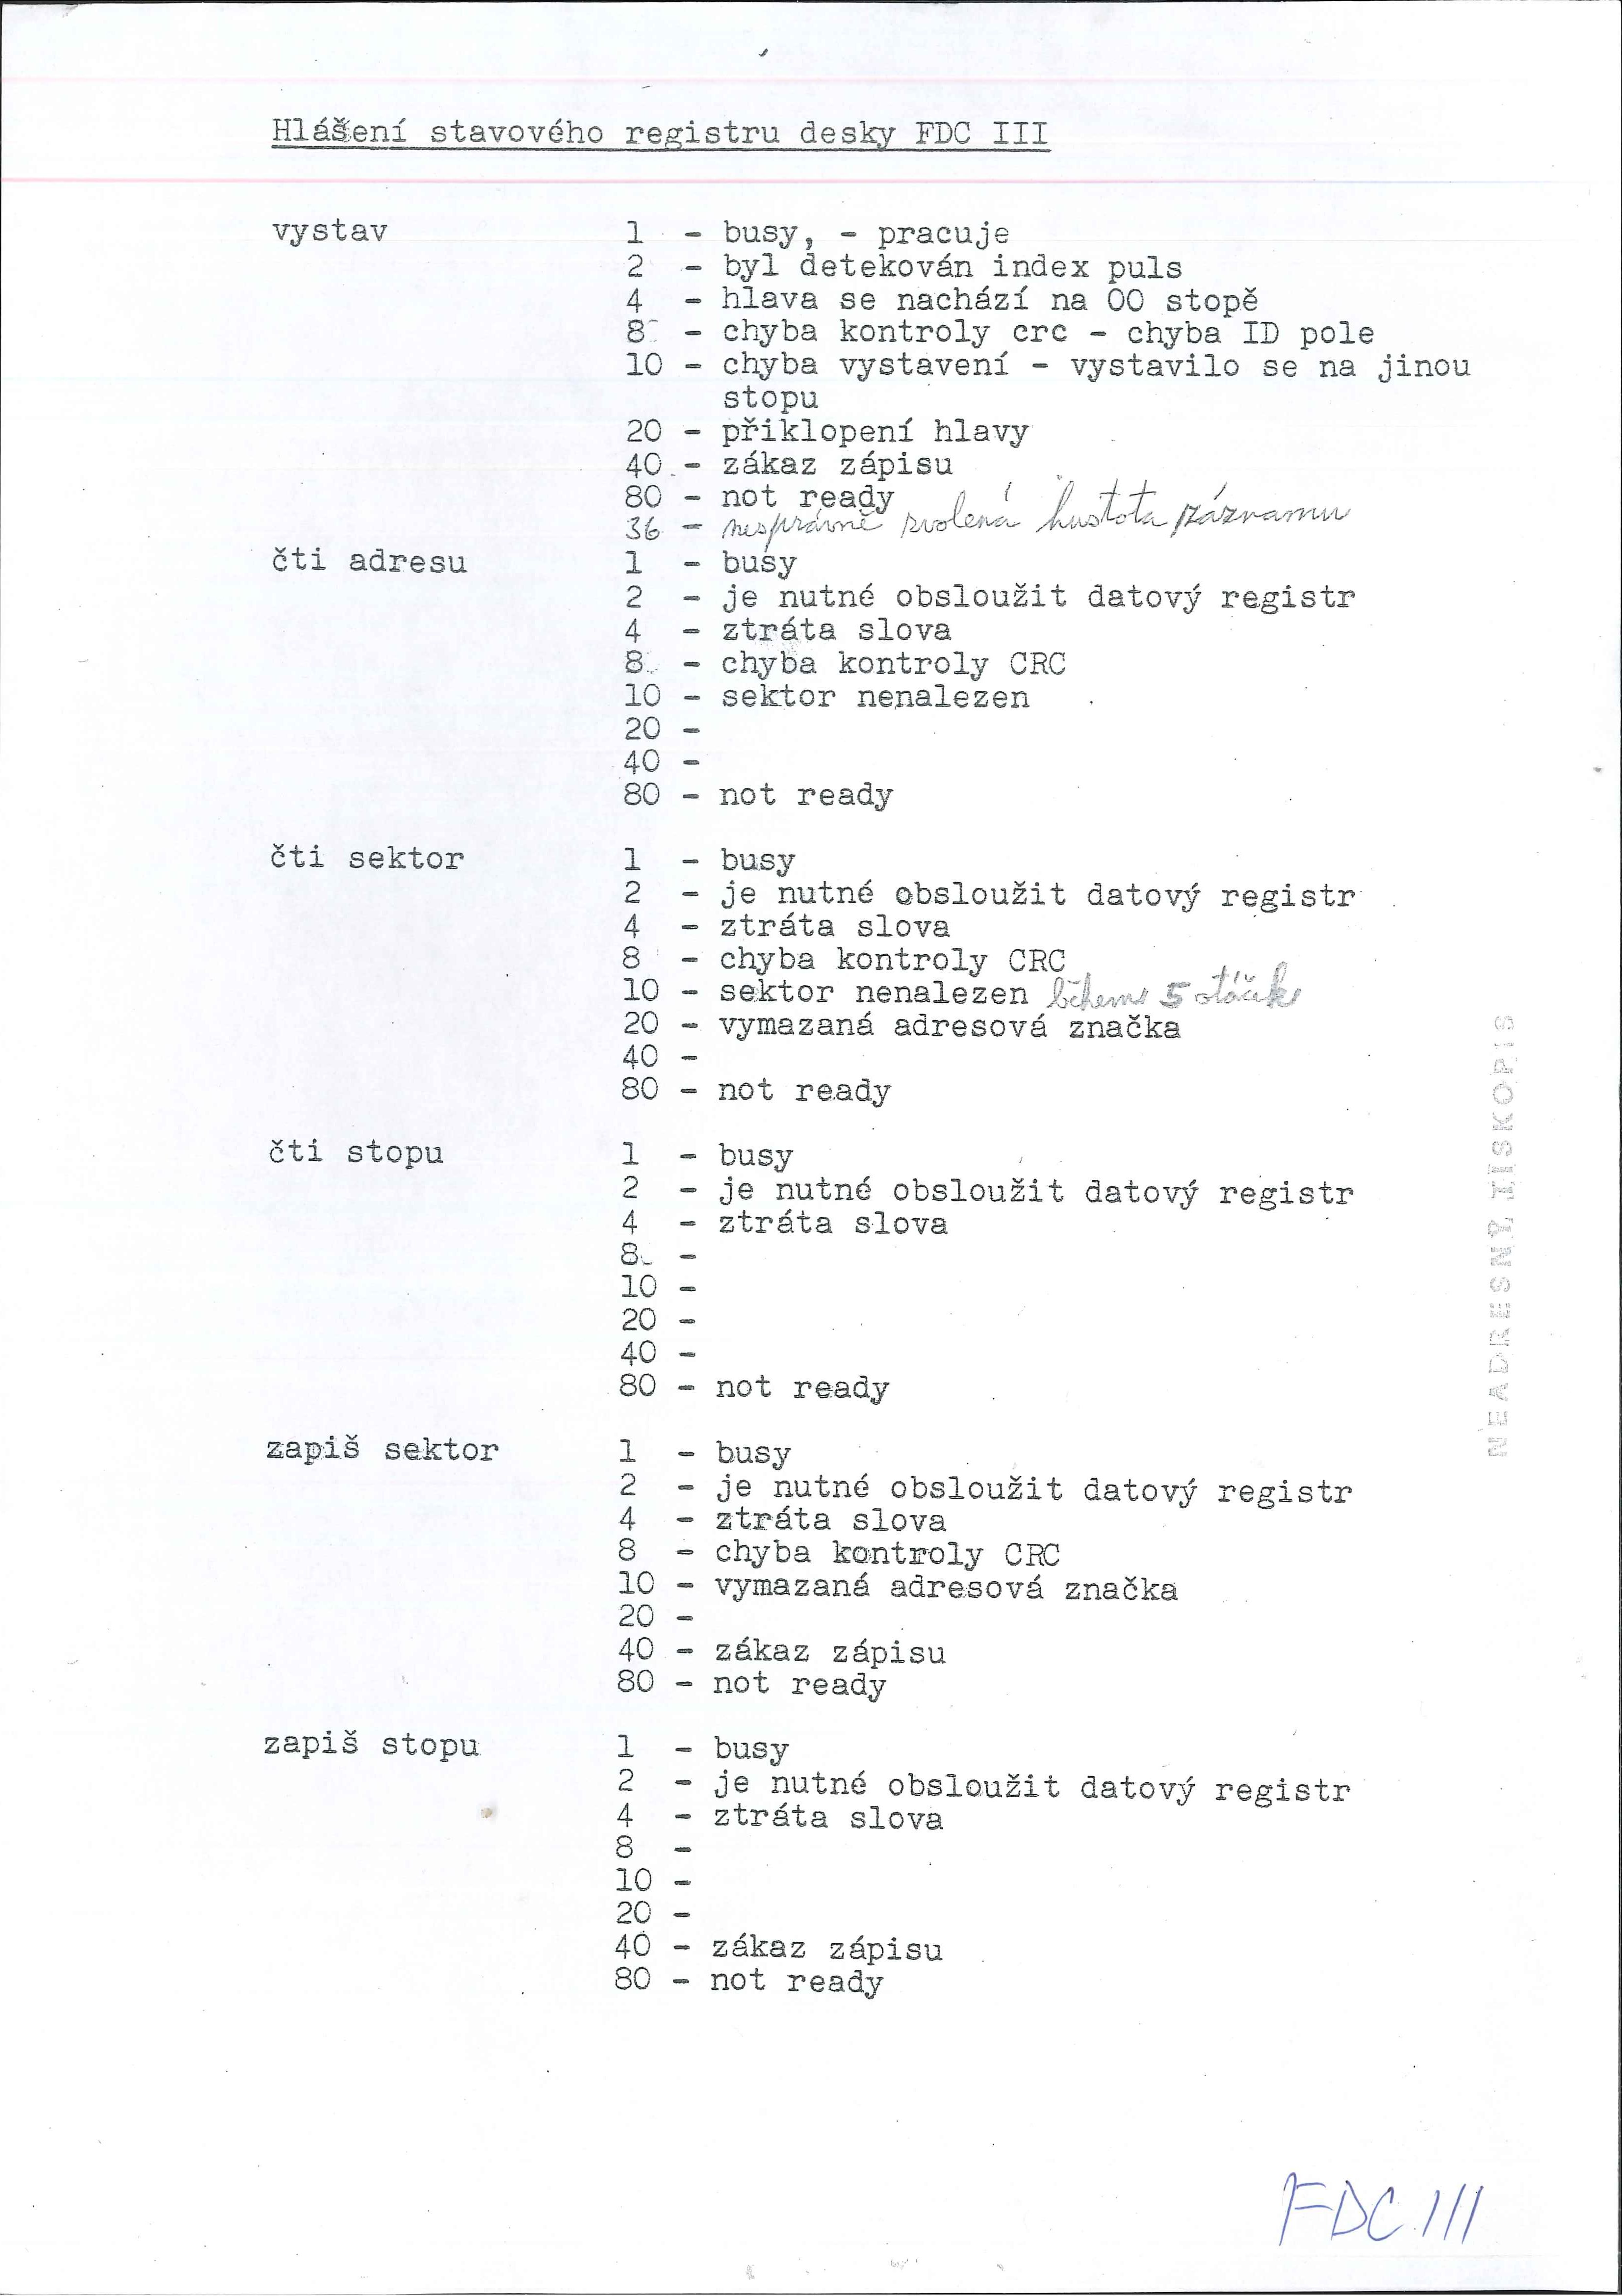 Hlášení stavového registru desky FDC III
vystav 1 - busy, - pracuje
2 - byl detekován index puls
4 - hlava se nachází na 00 stopě
8 - chyba kontroly crc - chyba ID pole
10 - chyba vystavení - vystavilo se na jinou
stopu
20 - přiklopení hlavy
40 - zákaz zápisu
80 - not ready
36 - nesprávně zvolená hustota záznamu
čti adresu 1 - busy
2 - je nutné obsloužit datový registr
4 - ztráta slova
8 - chyba kontroly CRC
10 - sektor nenalezen
20 -
40 -
80 - not ready
čti sektor 1 - busy
2 - je nutné obsloužit datový registr
4 - ztráta slova
8 - chyba kontroly CRC
10 - sektor nenalezen během 5 otáček
20 - vymazaná adresová značka
40 -
80 - not ready
čti stopu 1 - busy
2 - je nutné obsloužit datový registr
4 - ztráta slova
8 -
10 -
20 -
40 -
80 - not ready
zapiš sektor 1 - busy
2 - je nutné obsloužit datový registr
4 - ztráta slova
8 - chyba kontroly CRC
10 - vymazaná adresová značka
20 -
40 - zákaz zápisu
80 - not ready
zapiš stopu 1 - busy
2 - je nutné obsloužit datový registr
4 - ztráta slova
8 -
10 -
20 -
40 - zákaz zápisu
80 - not ready
NEADRESNÝ TISKOPIS
FDC III